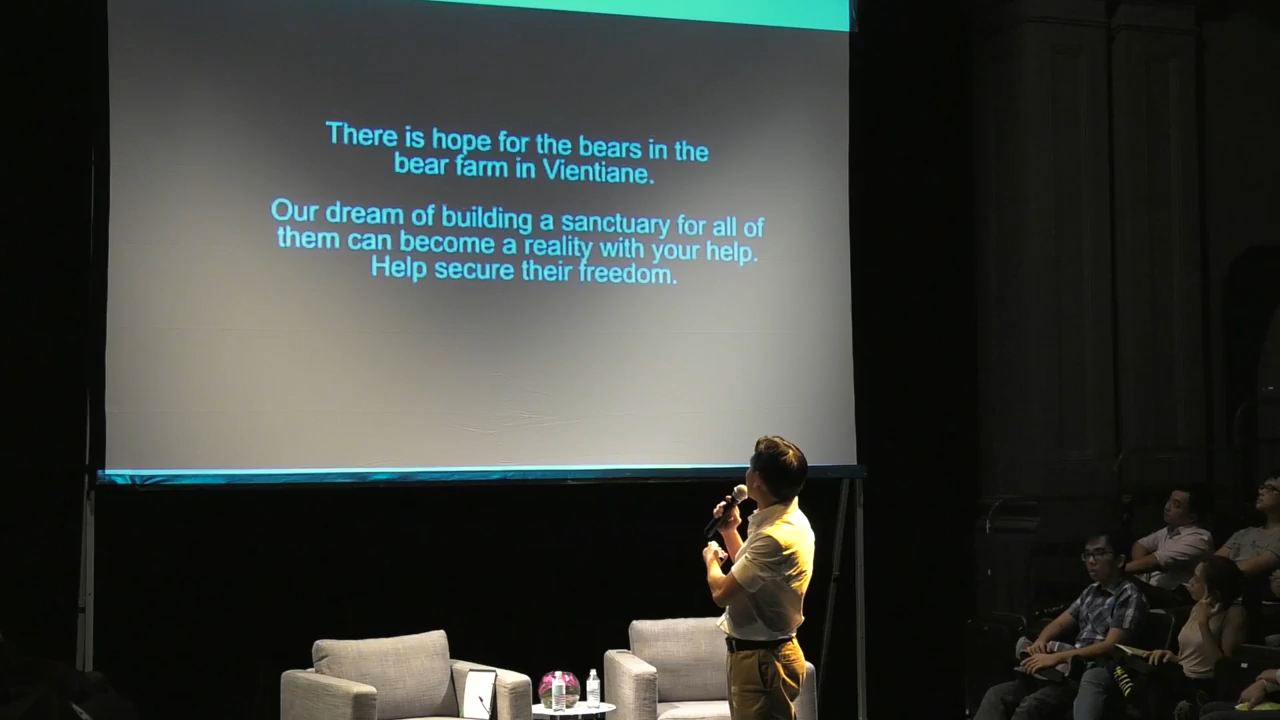 There is hope for the bears in the
bear farm in Vientiane.
Our dream of building a sanctuary for all of
them can become a reality with your help.
Help secure their freedom.